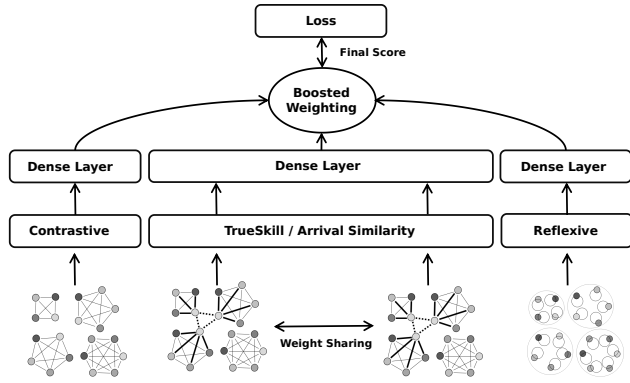 Loss
Final Score
Boosted
Weighting
Dense Layer
Dense Layer
Dense Layer
Contrastive
TrueSkill / Arrival Similarity
Reflexive
Weight Sharing